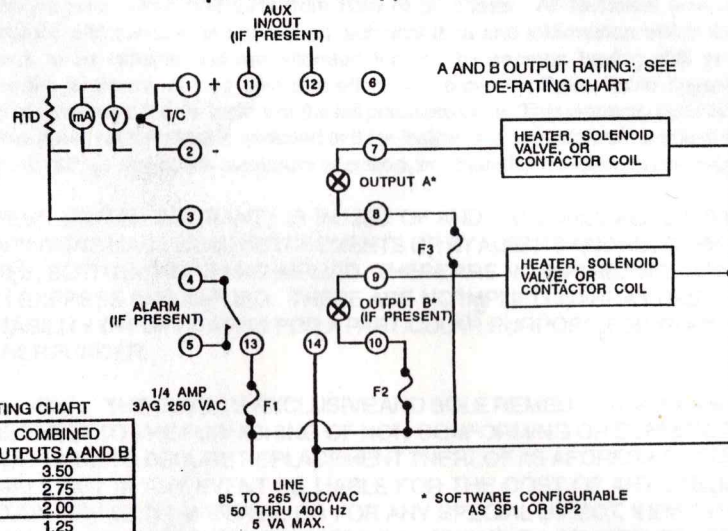 AUX
IN/OUT
(IF PRESENT)
1 + 11 12 6
A AND B OUTPUT RATING: SEE
DE-RATING CHART
RTD mA V T/C
2
7
HEATER, SOLENOID
VALVE, OR
CONTACTOR COIL
OUTPUT A*
3
8
F3
4
9
HEATER, SOLENOID
VALVE, OR
CONTACTOR COIL
ALARM
(IF PRESENT)
OUTPUT B*
(IF PRESENT)
5 13 14 10
1/4 AMP
3AG 250 VAC F1
F2
TING CHART
COMBINED
UTPUTS A AND B
3.50
2.75
2.00
1.25
LINE
85 TO 265 VDC/VAC
50 THRU 400 Hz
5 VA MAX.
* SOFTWARE CONFIGURABLE
AS SP1 OR SP2